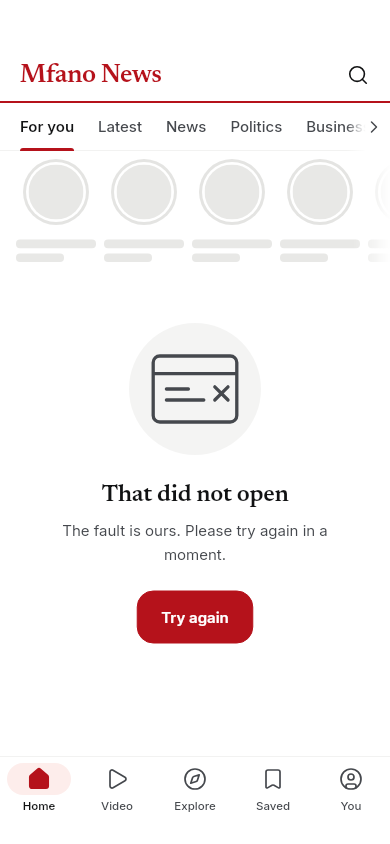 Mfano News
For you
Latest
News
Politics
Busines
That did not open
The fault is ours. Please try again in a
moment.
Try again
Home
Video
Explore
Saved
You